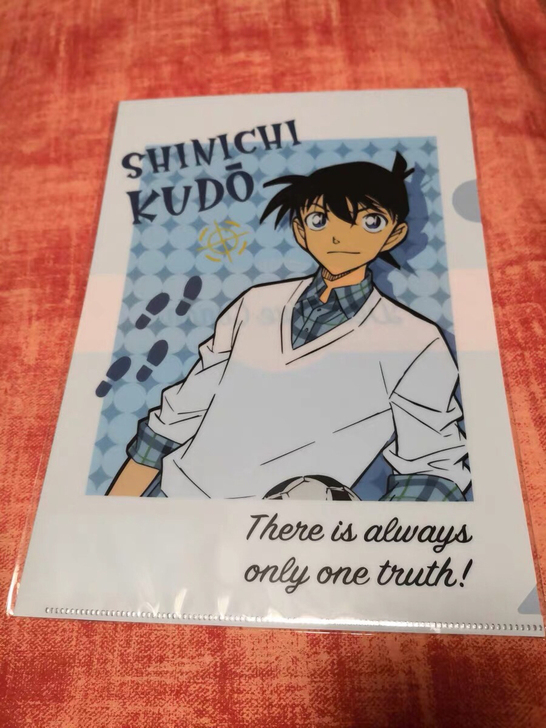 SHINICHI
KUDŌ
There is always
only one truth!